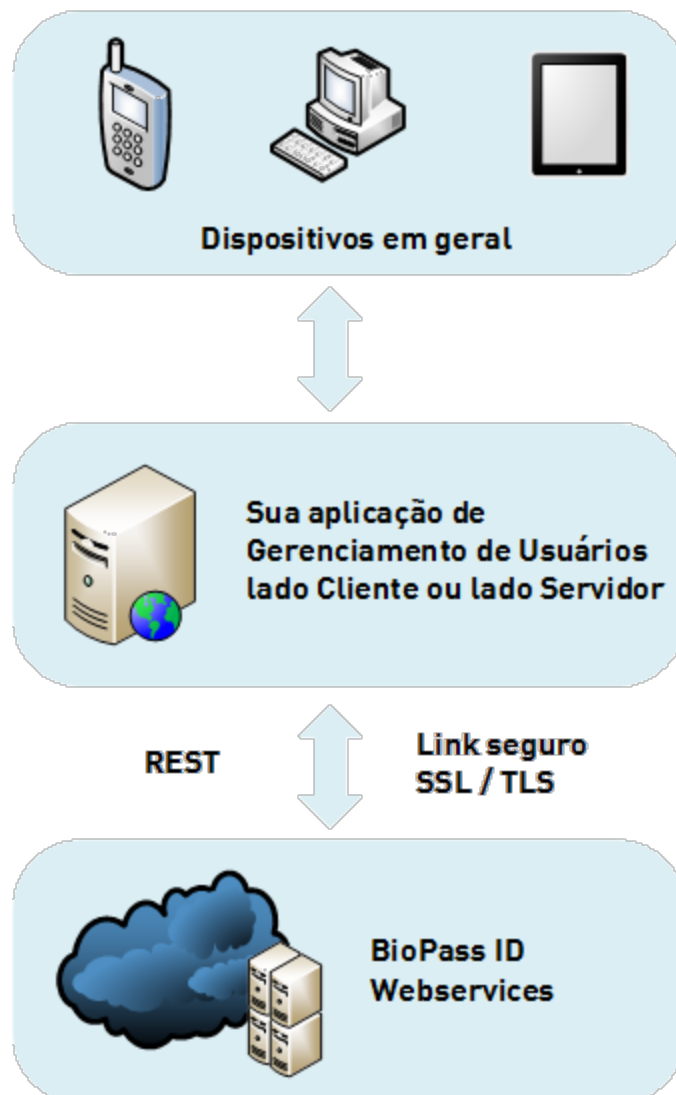 Dispositivos em geral
Sua aplicação de
Gerenciamento de Usuários
lado Cliente ou lado Servidor
REST
Link seguro
SSL / TLS
BioPass ID
Webservices